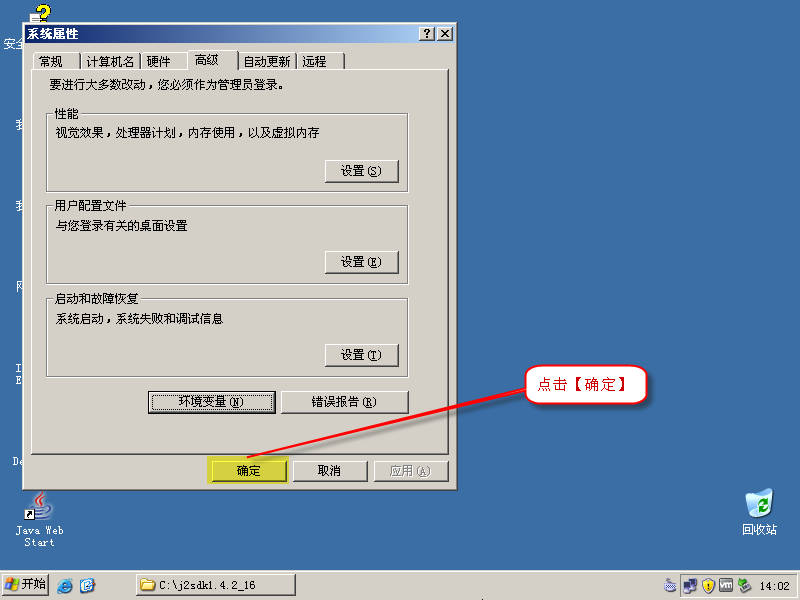 安全
系统属性
常规 计算机名 硬件 高级 自动更新 远程
要进行大多数改动，您必须作为管理员登录。
性能
视觉效果，处理器计划，内存使用，以及虚拟内存
设置(S)
用户配置文件
与您登录有关的桌面设置
设置(E)
启动和故障恢复
系统启动，系统失败和调试信息
设置(T)
环境变量(N) 错误报告(R)
点击【确定】
确定 取消 应用(A)
Java Web
Start
回收站
开始 C:\j2sdk1.4.2_16 14:02